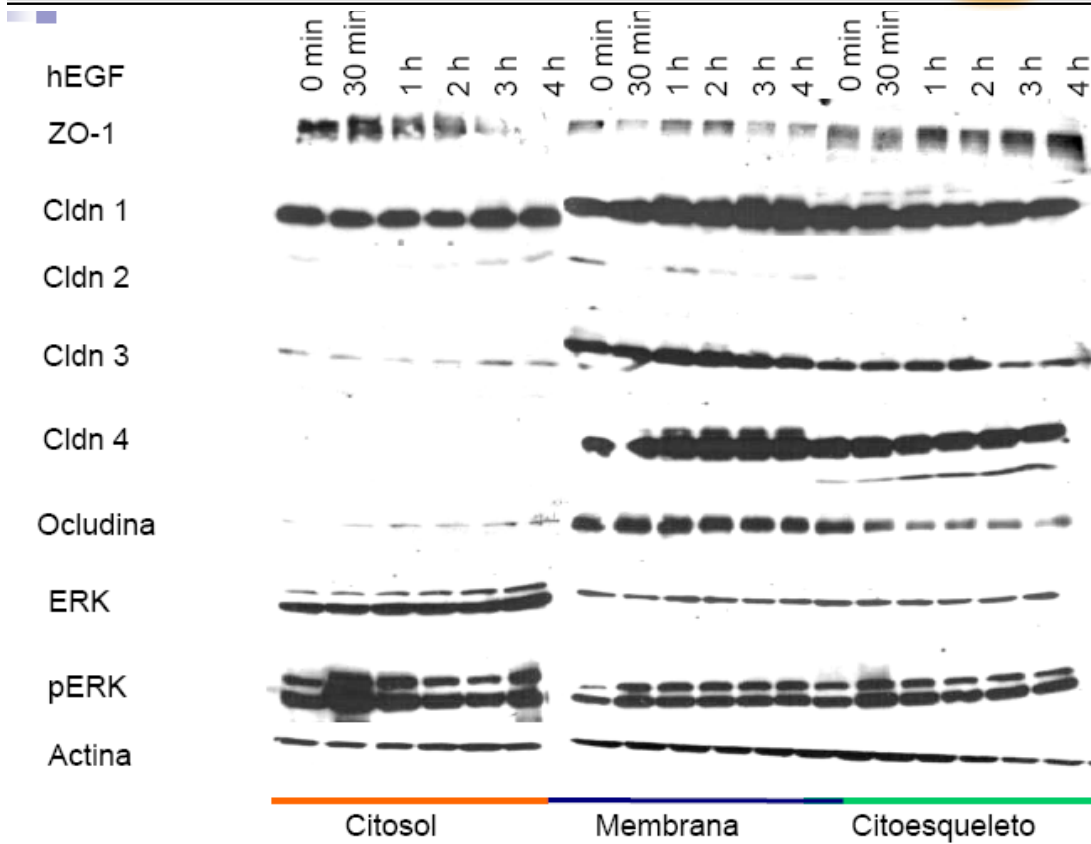 hEGF 0 min 30 min 1 h 2 h 3 h 4 h 0 min 30 min 1 h 2 h 3 h 4 h 0 min 30 min 1 h 2 h 3 h 4 h
ZO-1
Cldn 1
Cldn 2
Cldn 3
Cldn 4
Ocludina
ERK
pERK
Actina
Citosol Membrana Citoesqueleto